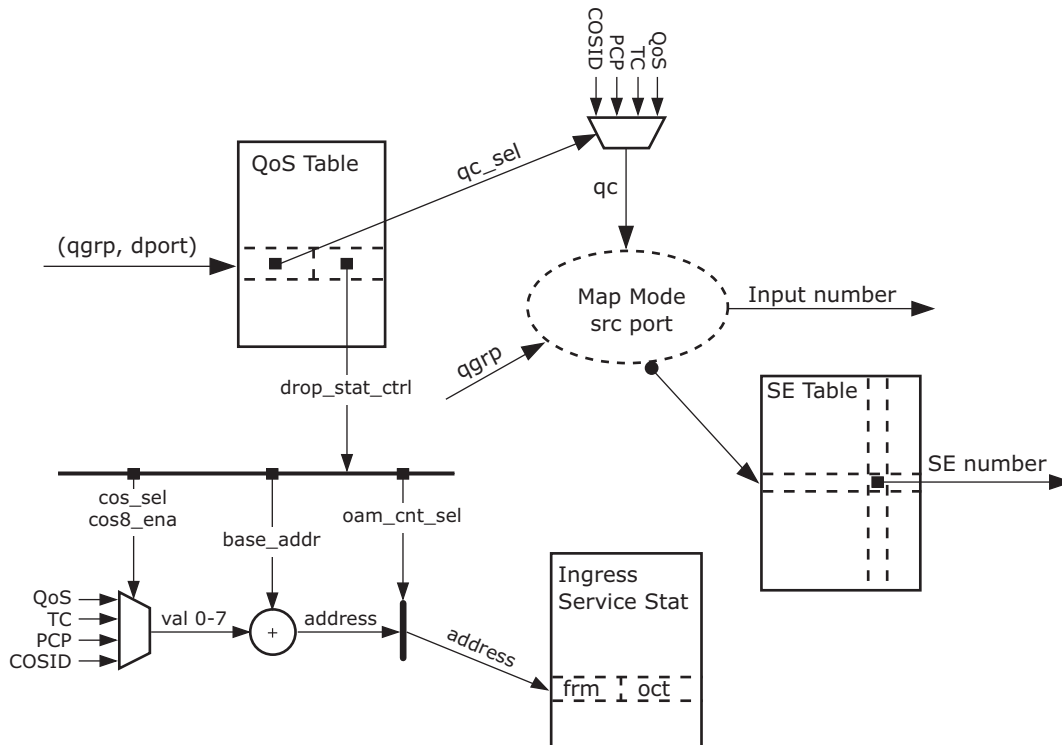 COSID
PCP
TC
QoS
QoS Table
qc_sel
qc
(qgrp, dport)
Map Mode
src port
Input number
qgrp
drop_stat_ctrl
SE Table
SE number
cos_sel
cos8_ena
base_addr
oam_cnt_sel
Ingress
Service Stat
QoS
TC
PCP
COSID
val 0-7
+
address
address
frm
oct